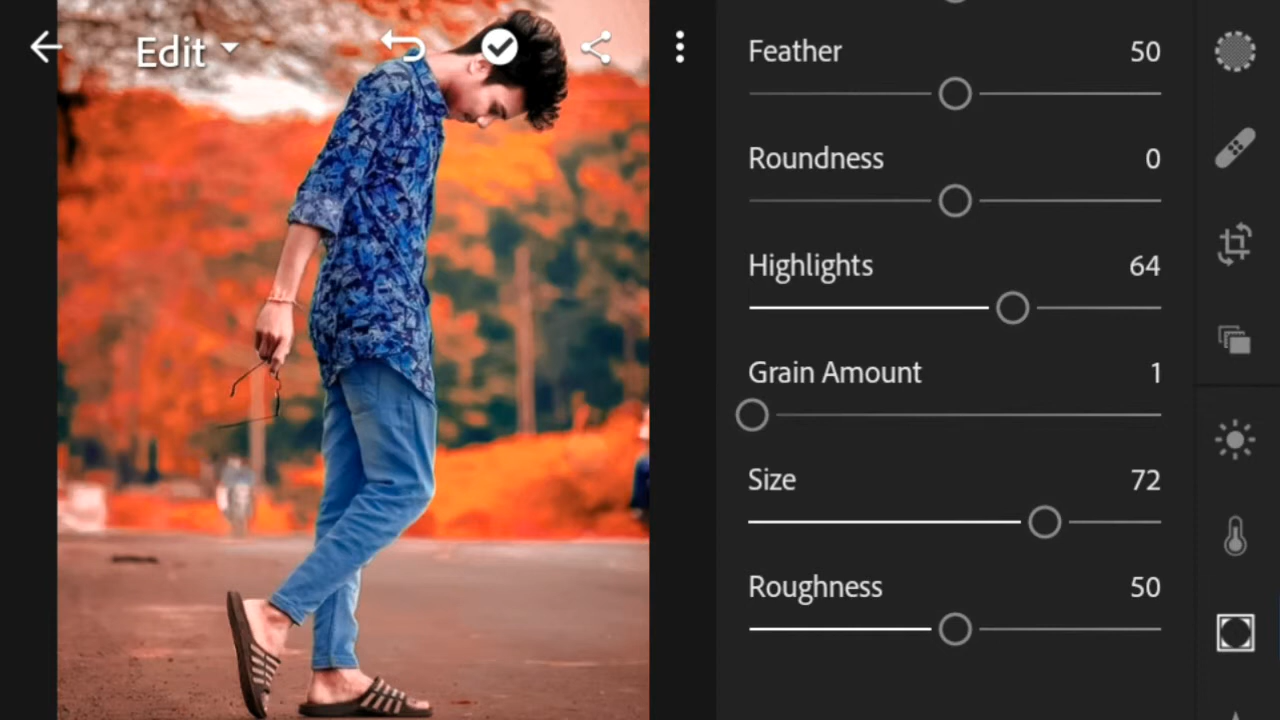 Edit
Feather 50
Roundness 0
Highlights 64
Grain Amount 1
Size 72
Roughness 50